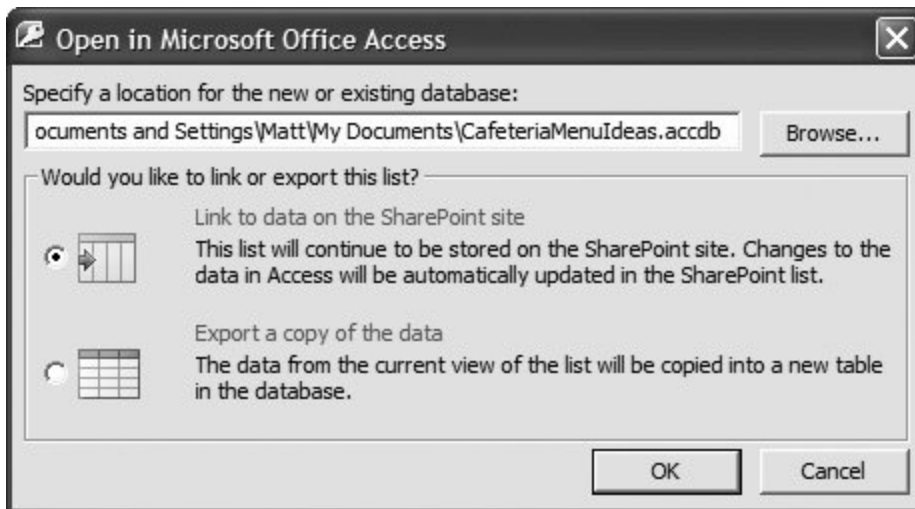 Open in Microsoft Office Access
Specify a location for the new or existing database:
ocuments and Settings\Matt\My Documents\CafeteriaMenuIdeas.accdb
Browse...
Would you like to link or export this list?
Link to data on the SharePoint site
This list will continue to be stored on the SharePoint site. Changes to the
data in Access will be automatically updated in the SharePoint list.
Export a copy of the data
The data from the current view of the list will be copied into a new table
in the database.
OK
Cancel